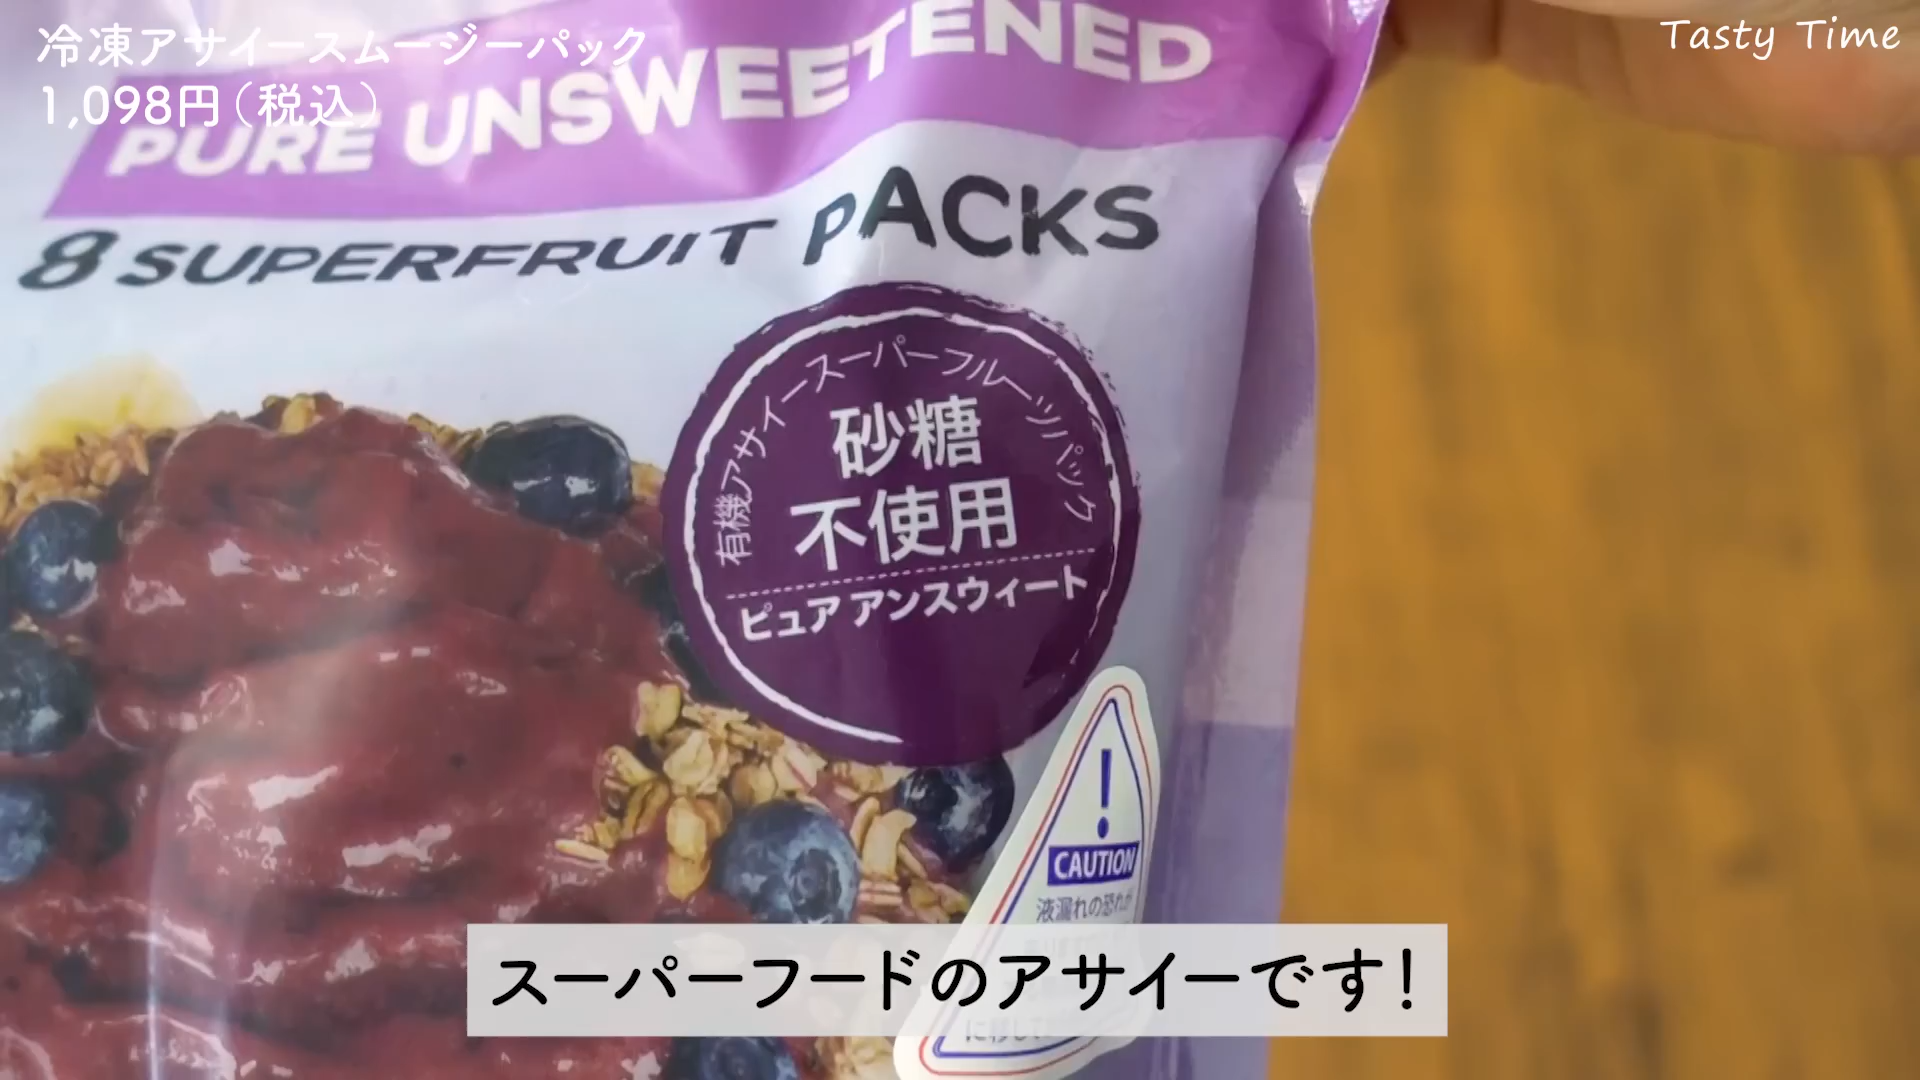 冷凍アサイースムージーパック
1,098円（税込）
Tasty Time
PURE UNSWEETENED
8 SUPERFRUIT PACKS
有機アサイースーパーフルーツパック
砂糖
不使用
ピュア アンスウィート
!
CAUTION
液漏れの恐れが
スーパーフードのアサイーです！
に移し